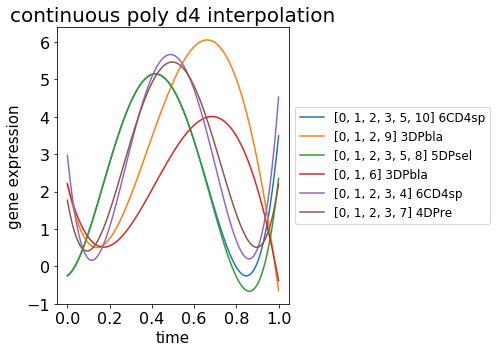 continuous poly d4 interpolation
gene expression
6
5
4
3
2
1
0
−1
0.0 0.2 0.4 0.6 0.8 1.0
time
[0, 1, 2, 3, 5, 10] 6CD4sp
[0, 1, 2, 9] 3DPbla
[0, 1, 2, 3, 5, 8] 5DPsel
[0, 1, 6] 3DPbla
[0, 1, 2, 3, 4] 6CD4sp
[0, 1, 2, 3, 7] 4DPre